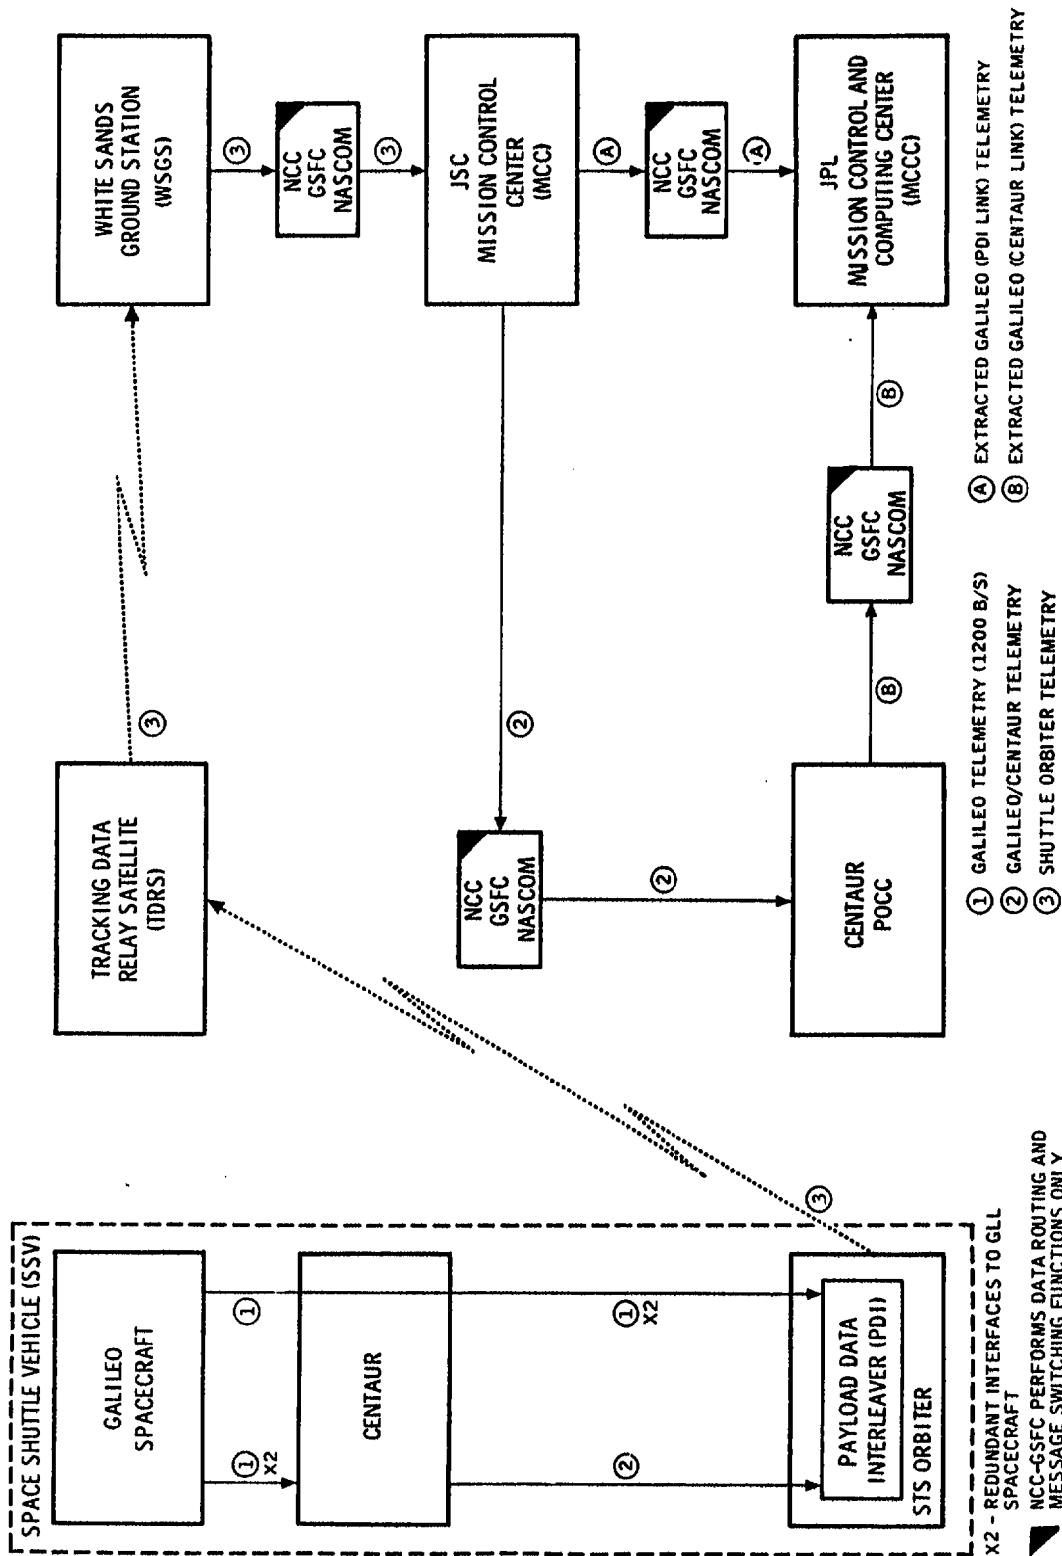 SPACE SHUTTLE VEHICLE (SSV)
GALILEO
SPACECRAFT
1
X2
1
CENTAUR
2
1
X2
PAYLOAD DATA
INTERLEAVER (PDI)
STS ORBITER
3
X2 - REDUNDANT INTERFACES TO GLL
SPACECRAFT
NCC-GSFC PERFORMS DATA ROUTING AND
MESSAGE SWITCHING FUNCTIONS ONLY
TRACKING DATA
RELAY SATELLITE
(TDRS)
3
NCC
GSFC
NASCOM
2
2
CENTAUR
POCC
B
NCC
GSFC
NASCOM
B
WHITE SANDS
GROUND STATION
(WSGS)
3
NCC
GSFC
NASCOM
3
JSC
MISSION CONTROL
CENTER
(MCC)
A
NCC
GSFC
NASCOM
A
JPL
MISSION CONTROL AND
COMPUTING CENTER
(MCCC)
1 GALILEO TELEMETRY (1200 B/S)
2 GALILEO/CENTAUR TELEMETRY
3 SHUTTLE ORBITER TELEMETRY
A EXTRACTED GALILEO (PDI LINK) TELEMETRY
B EXTRACTED GALILEO (CENTAUR LINK) TELEMETRY